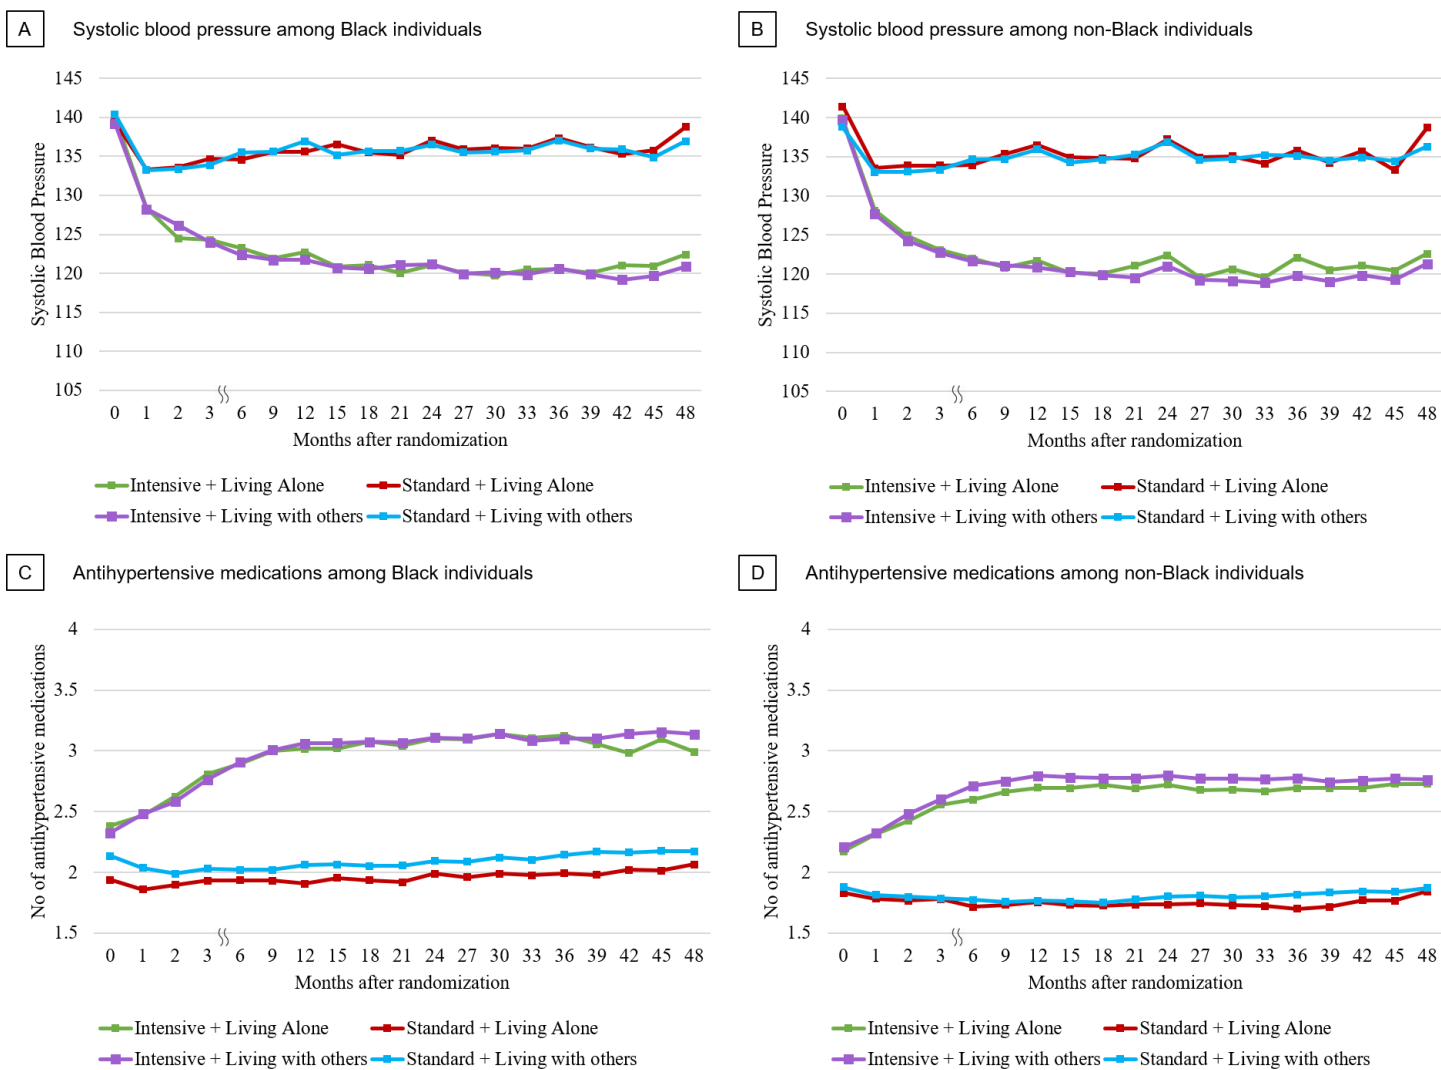 A Systolic blood pressure among Black individuals
Systolic Blood Pressure
145
140
135
130
125
120
115
110
105
0 1 2 3 6 9 12 15 18 21 24 27 30 33 36 39 42 45 48
Months after randomization
Intensive + Living Alone Standard + Living Alone
Intensive + Living with others Standard + Living with others
B Systolic blood pressure among non-Black individuals
Systolic Blood Pressure
145
140
135
130
125
120
115
110
105
0 1 2 3 6 9 12 15 18 21 24 27 30 33 36 39 42 45 48
Months after randomization
Intensive + Living Alone Standard + Living Alone
Intensive + Living with others Standard + Living with others
C Antihypertensive medications among Black individuals
No of antihypertensive medications
4
3.5
3
2.5
2
1.5
0 1 2 3 6 9 12 15 18 21 24 27 30 33 36 39 42 45 48
Months after randomization
Intensive + Living Alone Standard + Living Alone
Intensive + Living with others Standard + Living with others
D Antihypertensive medications among non-Black individuals
No of antihypertensive medications
4
3.5
3
2.5
2
1.5
0 1 2 3 6 9 12 15 18 21 24 27 30 33 36 39 42 45 48
Months after randomization
Intensive + Living Alone Standard + Living Alone
Intensive + Living with others Standard + Living with others